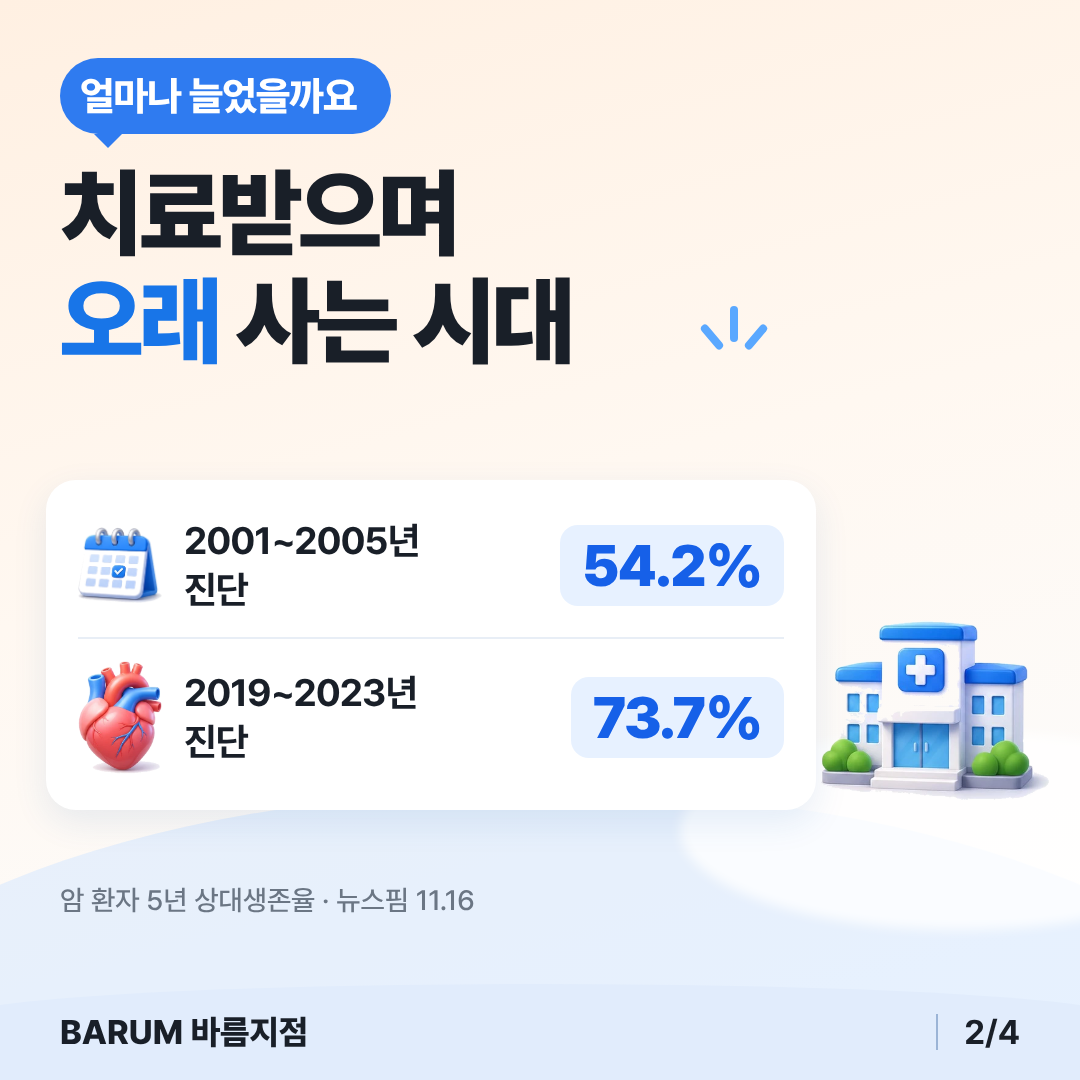 얼마나 늘었을까요
치료받으며
오래 사는 시대
2001~2005년
진단
54.2%
2019~2023년
진단
73.7%
암 환자 5년 상대생존율 · 뉴스핌 11.16
BARUM 바름지점
2/4